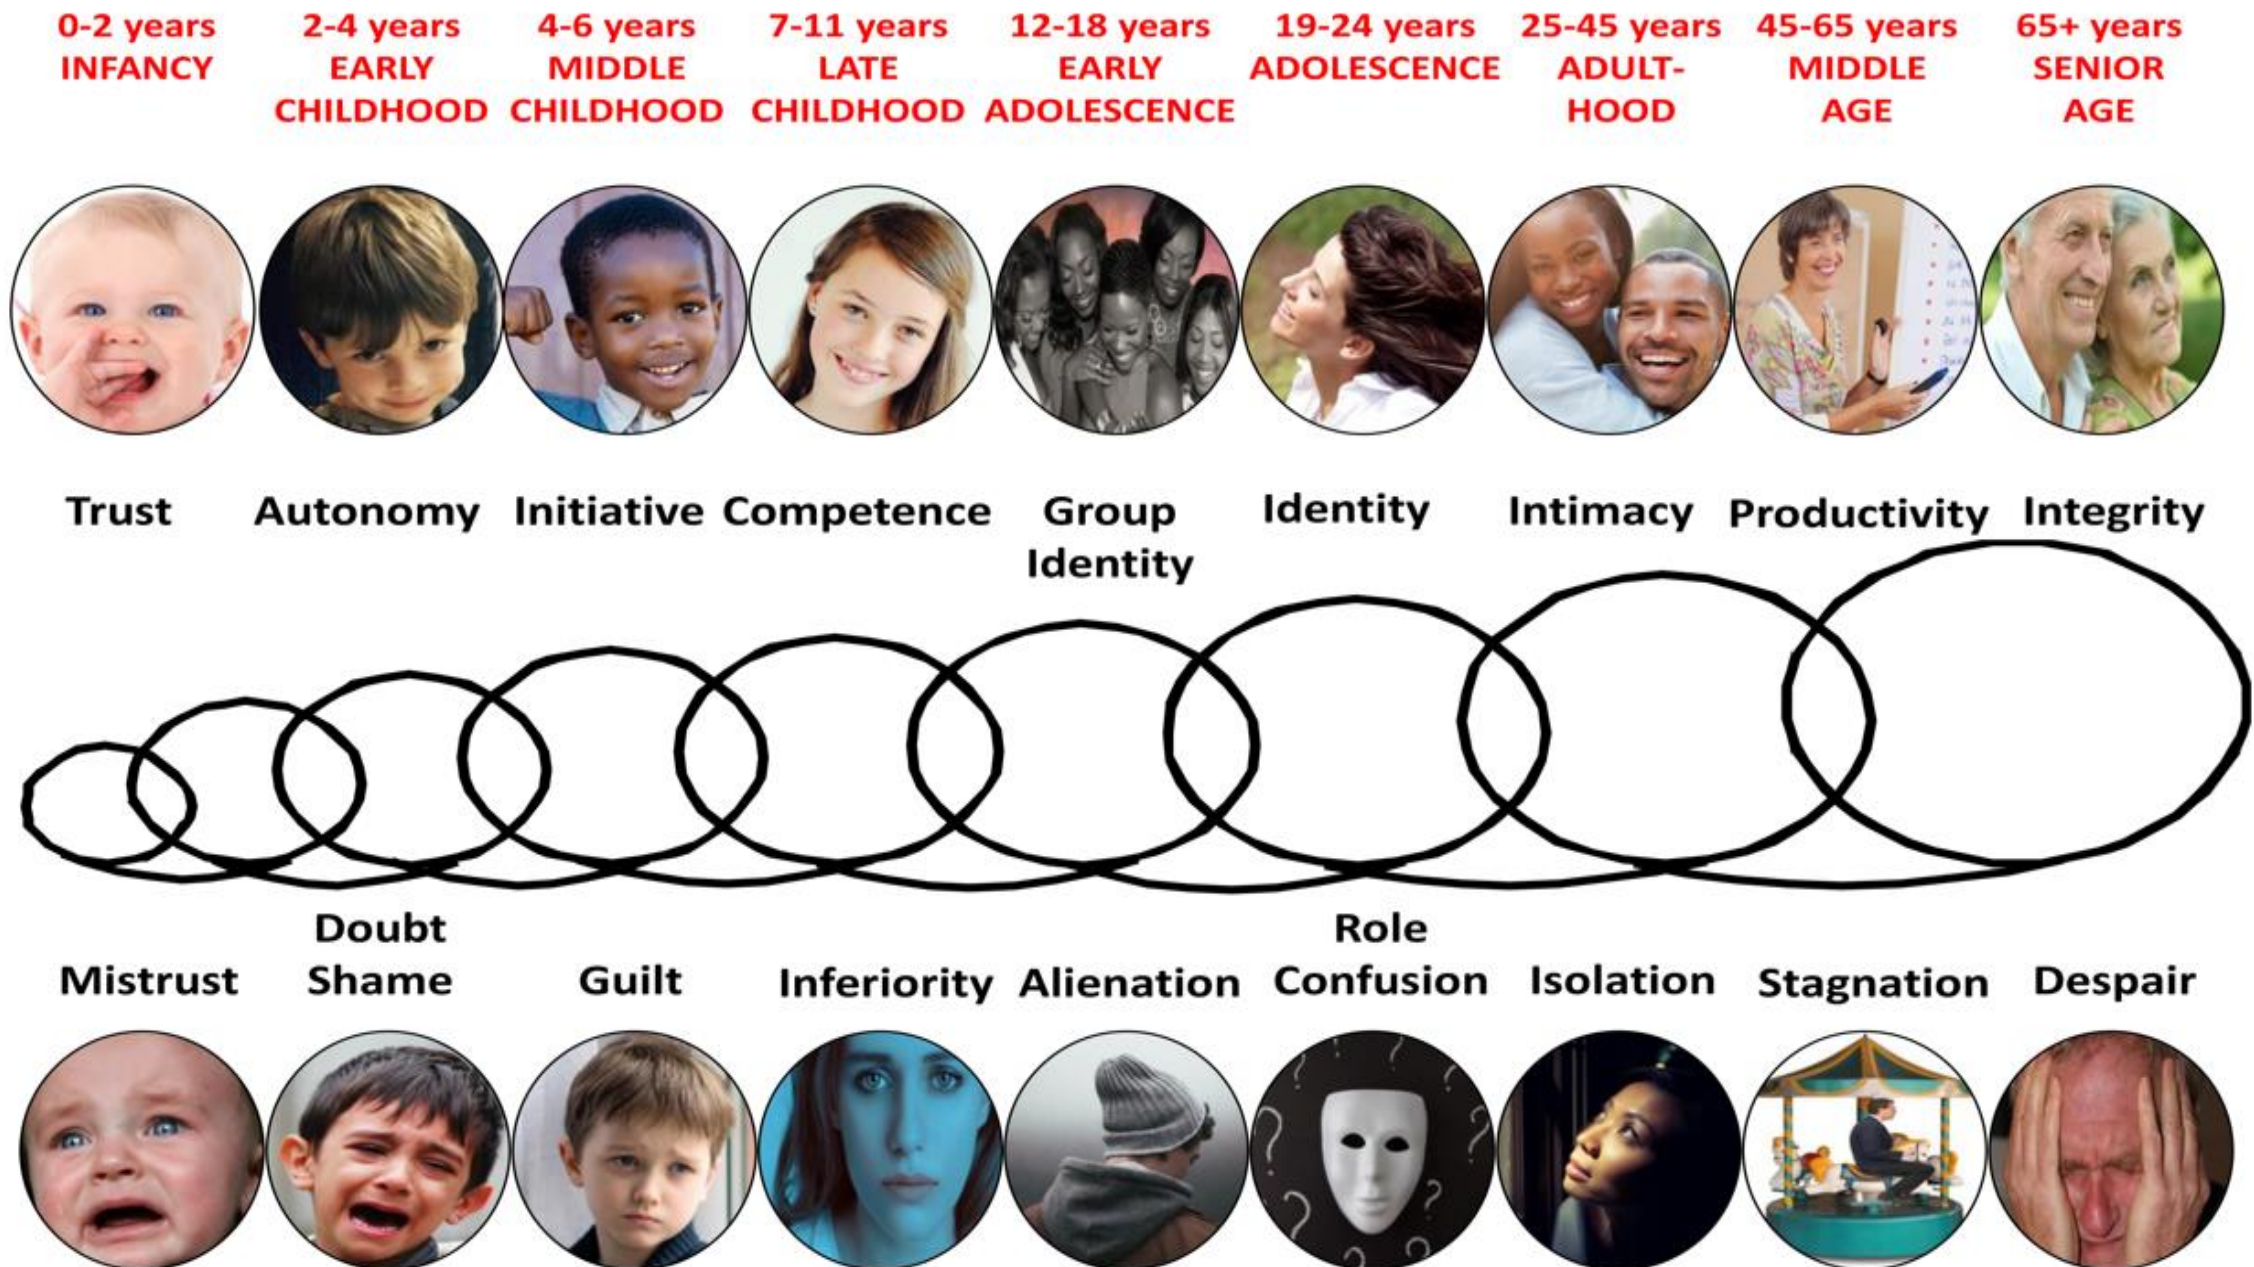 0-2 years
INFANCY
2-4 years
EARLY
CHILDHOOD
4-6 years
MIDDLE
CHILDHOOD
7-11 years
LATE
CHILDHOOD
12-18 years
EARLY
ADOLESCENCE
19-24 years
ADOLESCENCE
25-45 years
ADULT-
HOOD
45-65 years
MIDDLE
AGE
65+ years
SENIOR
AGE
Trust
Autonomy
Initiative
Competence
Group
Identity
Identity
Intimacy
Productivity
Integrity
Mistrust
Doubt
Shame
Guilt
Inferiority
Alienation
Role
Confusion
Isolation
Stagnation
Despair